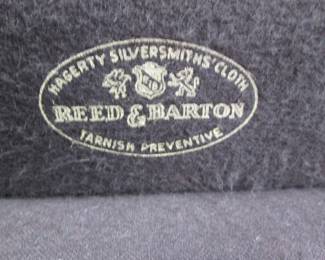 HAGERTY SILVERSMITHS' CLOTH
REED & BARTON
TARNISH PREVENTIVE